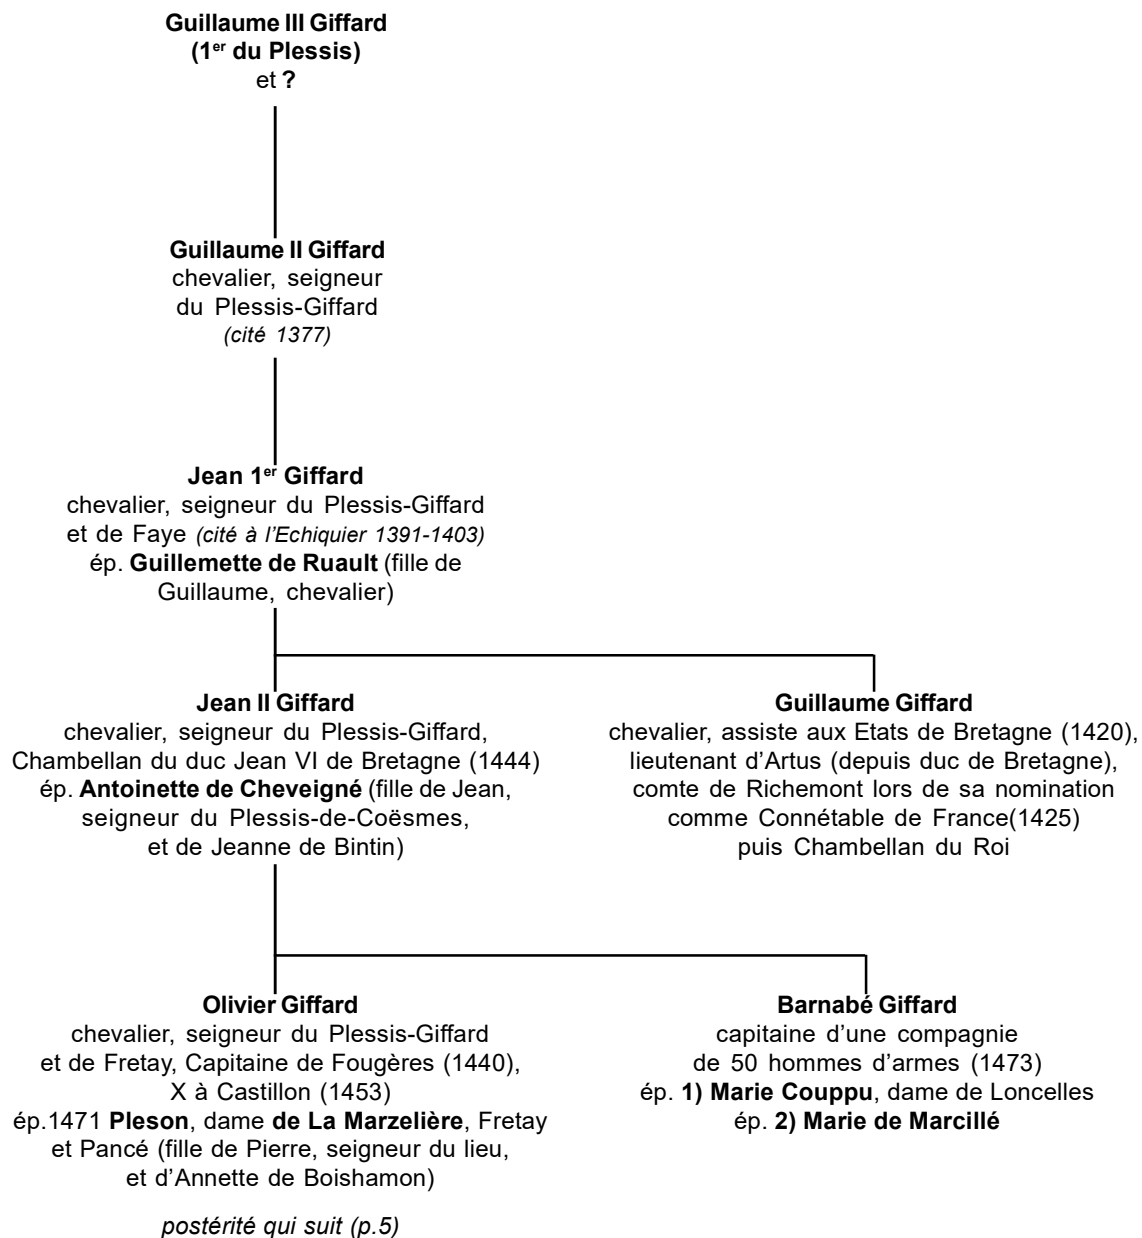 Guillaume III Giffard
(1er du Plessis)
et ?
Guillaume II Giffard
chevalier, seigneur
du Plessis-Giffard
(cité 1377)
Jean 1er Giffard
chevalier, seigneur du Plessis-Giffard
et de Faye (cité à l'Echiquier 1391-1403)
ép. Guillemette de Ruault (fille de
Guillaume, chevalier)
Jean II Giffard
chevalier, seigneur du Plessis-Giffard,
Chambellan du duc Jean VI de Bretagne (1444)
ép. Antoinette de Cheveigné (fille de Jean,
seigneur du Plessis-de-Coësmes,
et de Jeanne de Bintin)
Guillaume Giffard
chevalier, assiste aux Etats de Bretagne (1420),
lieutenant d'Artus (depuis duc de Bretagne),
comte de Richemont lors de sa nomination
comme Connétable de France(1425)
puis Chambellan du Roi
Olivier Giffard
chevalier, seigneur du Plessis-Giffard
et de Fretay, Capitaine de Fougères (1440),
X à Castillon (1453)
ép.1471 Pleson, dame de La Marzelière, Fretay
et Pancé (fille de Pierre, seigneur du lieu,
et d'Annette de Boishamon)
postérité qui suit (p.5)
Barnabé Giffard
capitaine d'une compagnie
de 50 hommes d'armes (1473)
ép. 1) Marie Couppu, dame de Loncelles
ép. 2) Marie de Marcillé